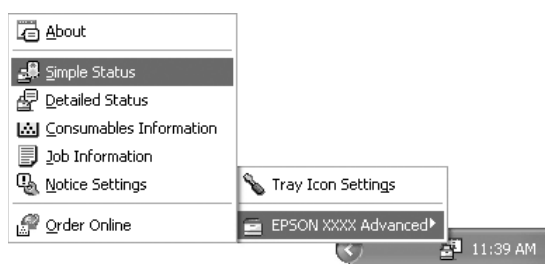 About
Simple Status
Detailed Status
Consumables Information
Job Information
Notice Settings
Order Online
Tray Icon Settings
EPSON XXXX Advanced
11:39 AM